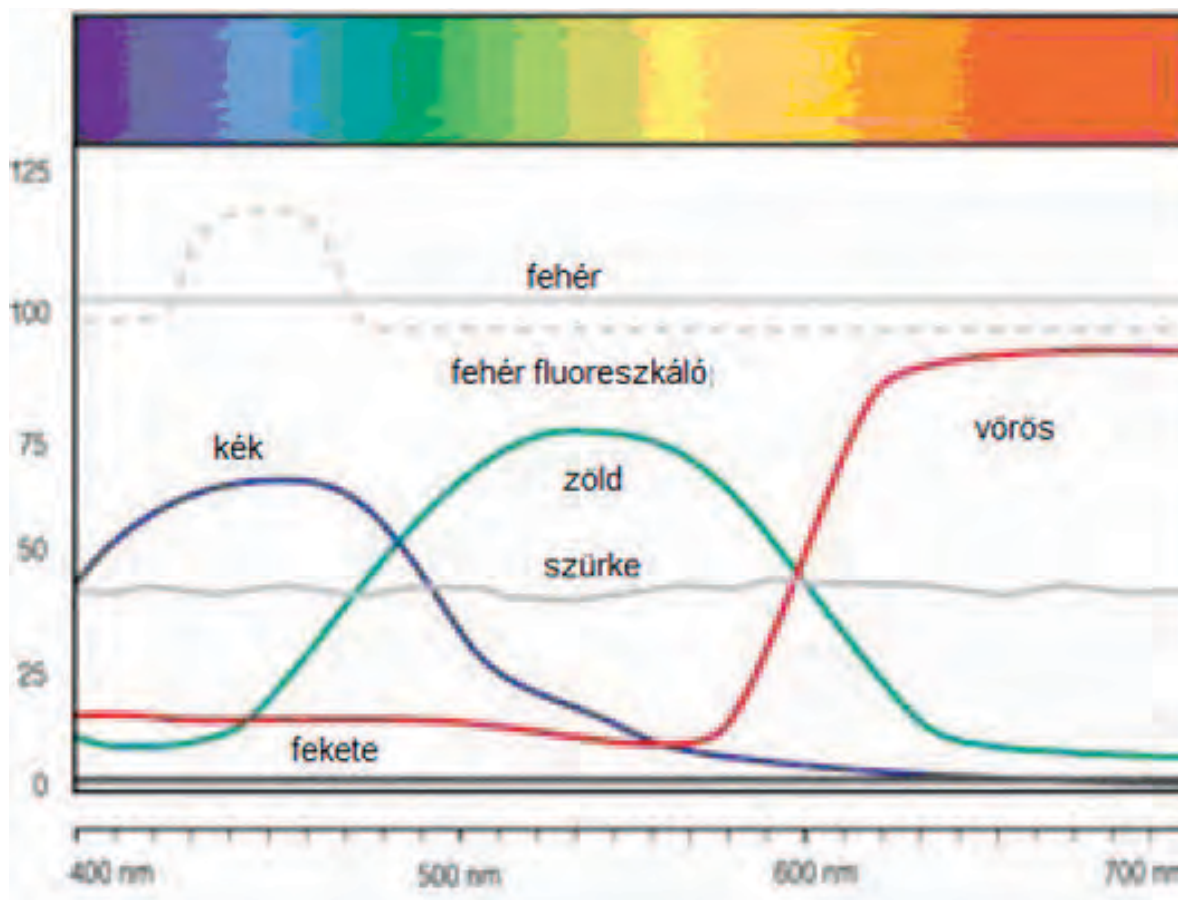 125
fehér
100
fehér fluoreszkáló
75
kék
vörös
zöld
50
szürke
25
fekete
0
400 nm 500 nm 600 nm 700 nm